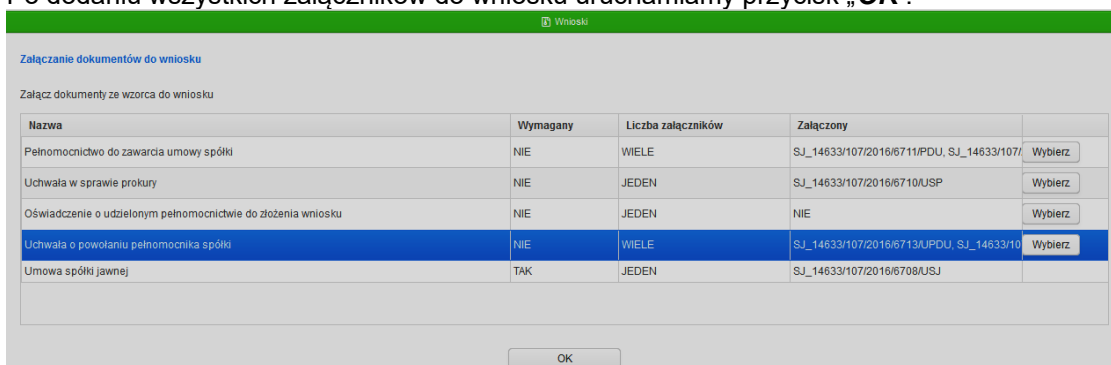 Po dodaniu wszystkich załączników do wniosku uruchamiamy przycisk „OK".
Wnioski
Załączanie dokumentów do wniosku
Załącz dokumenty ze wzorca do wniosku
Nazwa Wymagany Liczba załączników Załączony
Pełnomocnictwo do zawarcia umowy spółki NIE WIELE SJ_14633/107/2016/6711/PDU, SJ_14633/107/ Wybierz
Uchwała w sprawie prokury NIE JEDEN SJ_14633/107/2016/6710/USP Wybierz
Oświadczenie o udzielonym pełnomocnictwie do złożenia wniosku NIE JEDEN NIE Wybierz
Uchwała o powołaniu pełnomocnika spółki NIE WIELE SJ_14633/107/2016/6713/UPDU, SJ_14633/10 Wybierz
Umowa spółki jawnej TAK JEDEN SJ_14633/107/2016/6708/USJ
OK